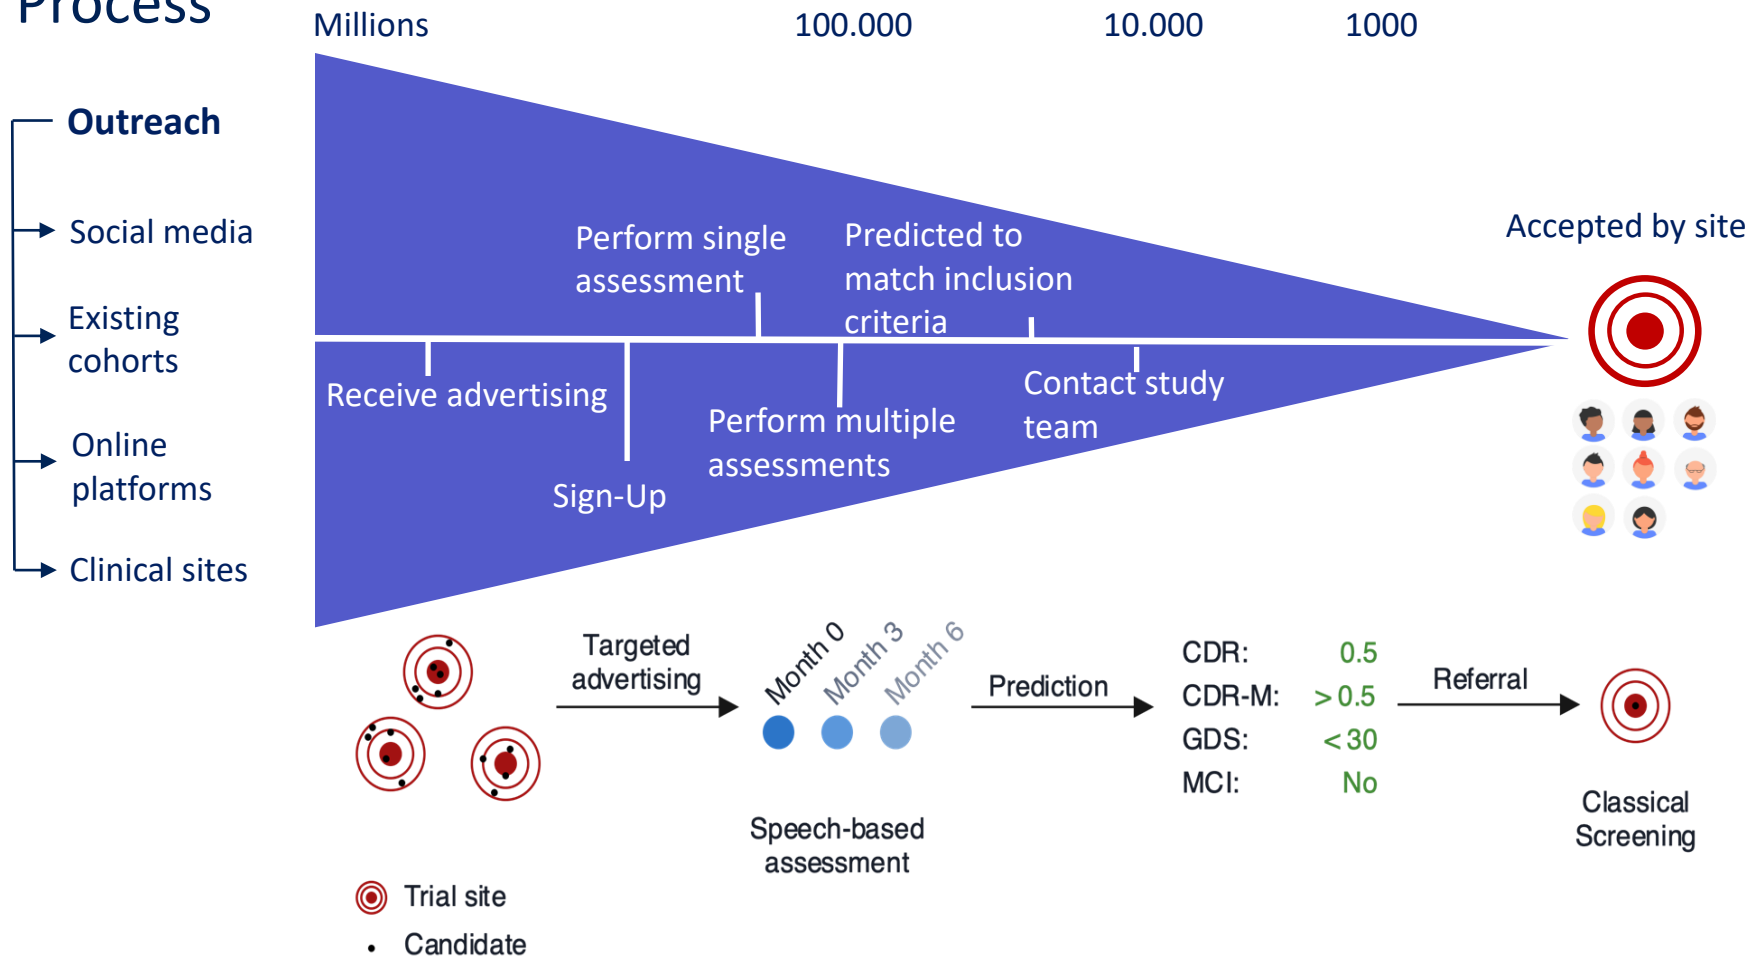 Process
Millions
100.000
10.000
1000
Outreach
Social media
Existing
cohorts
Online
platforms
Clinical sites
Perform single
assessment
Predicted to
match inclusion
criteria
Receive advertising
Sign-Up
Perform multiple
assessments
Contact study
team
Accepted by site
Targeted
advertising
Month 0
Month 3
Month 6
Speech-based
assessment
Prediction
CDR: 0.5
CDR-M: > 0.5
GDS: < 30
MCI: No
Referral
Classical
Screening
Trial site
Candidate